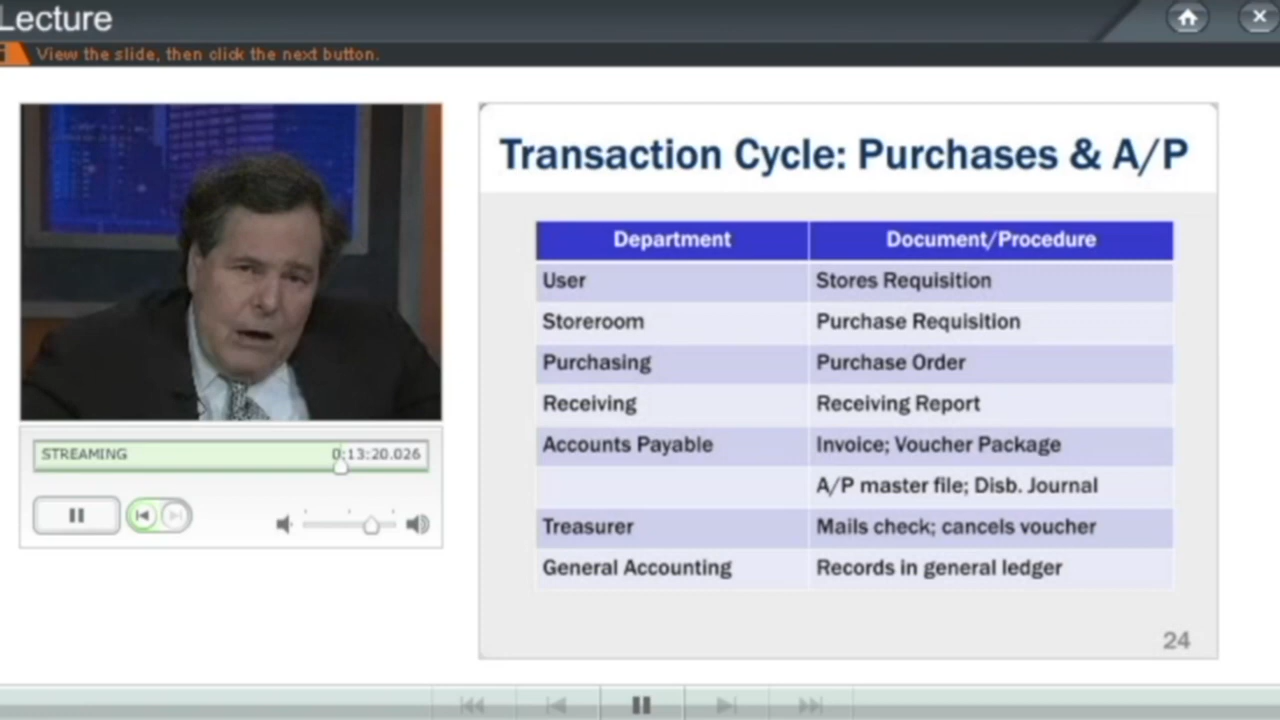 Lecture
View the slide, then click the next button.
Transaction Cycle: Purchases & A/P
Department Document/Procedure
User Stores Requisition
Storeroom Purchase Requisition
Purchasing Purchase Order
Receiving Receiving Report
Accounts Payable Invoice; Voucher Package
A/P master file; Disb. Journal
Treasurer Mails check; cancels voucher
General Accounting Records in general ledger
24
STREAMING 0:13:20.026